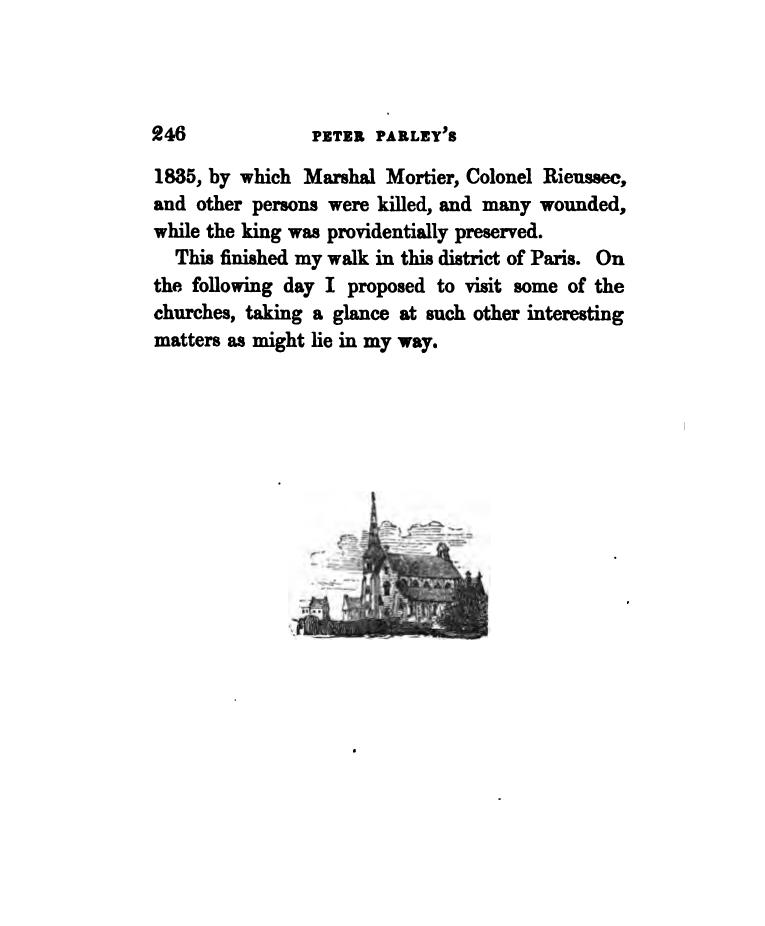 246 PETER PARLEY'S
1835, by which Marshal Mortier, Colonel Rieussec,
and other persons were killed, and many wounded,
while the king was providentially preserved.
This finished my walk in this district of Paris. On
the following day I proposed to visit some of the
churches, taking a glance at such other interesting
matters as might lie in my way.